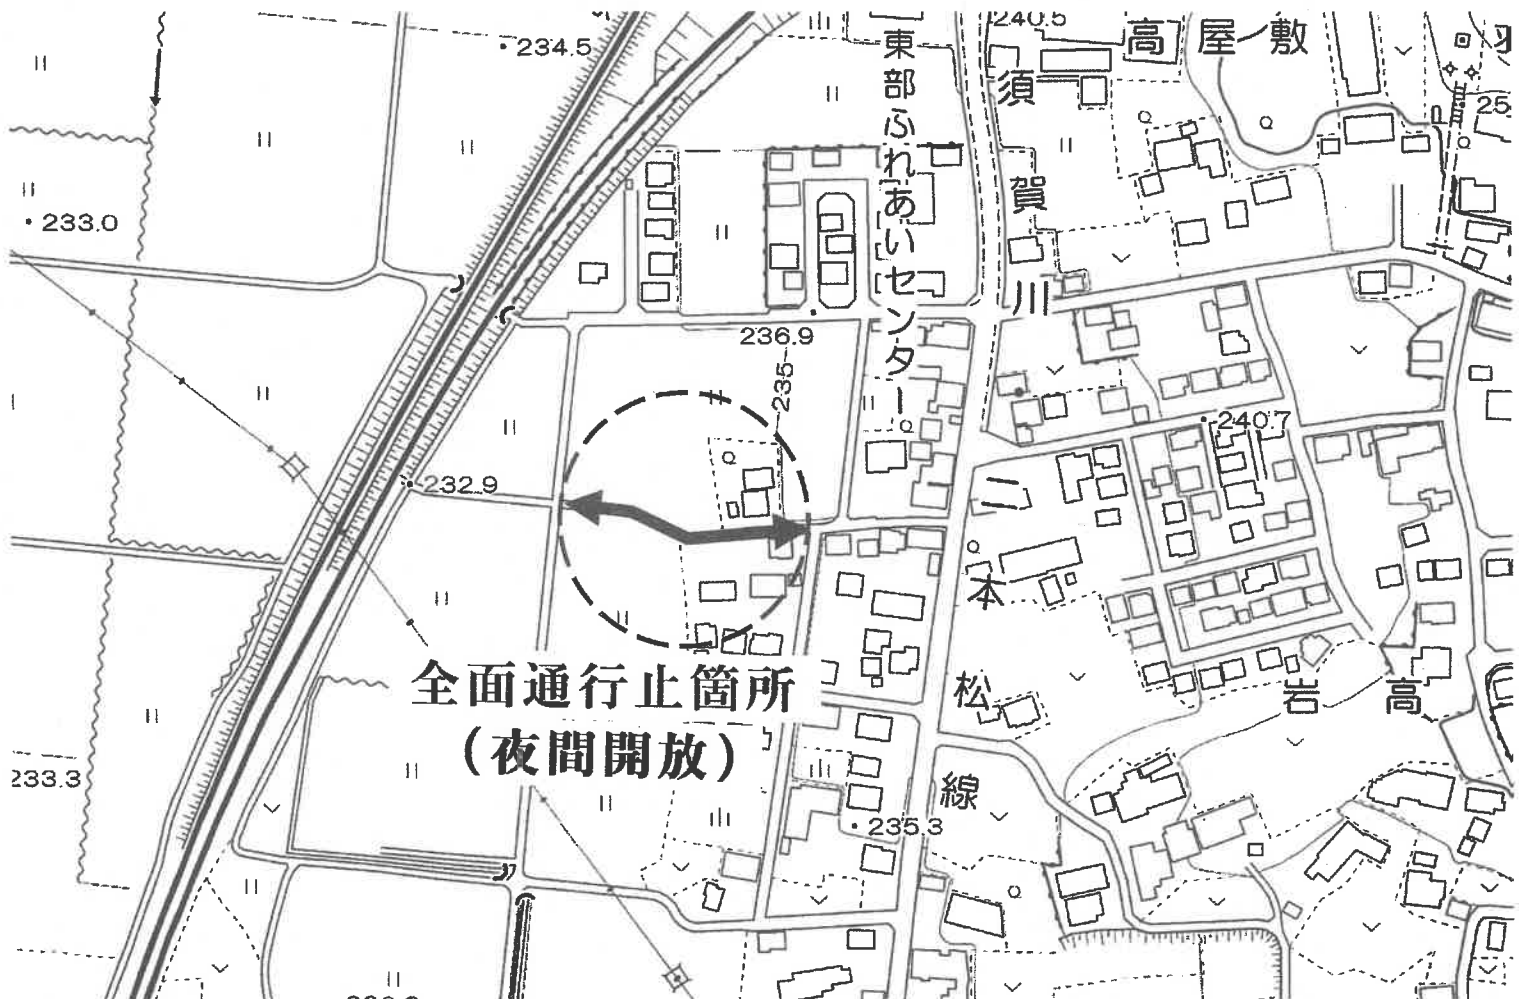 240.5
234.5
高屋敷
東部ふれあいセンター
須賀川
233.0
236.9
235
240.7
232.9
二本松線
全面通行止箇所
（夜間開放）
岩高
233.3
235.3